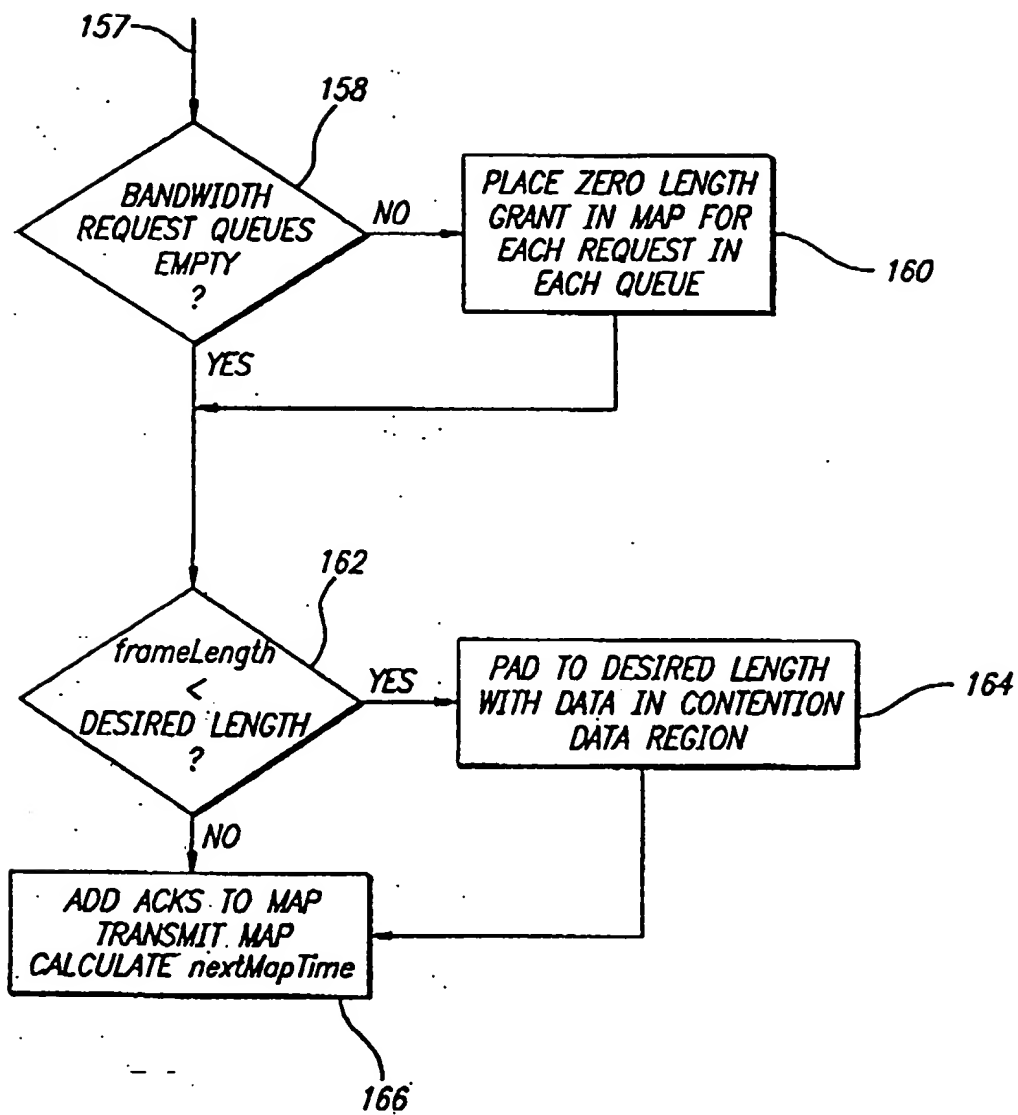 157
158
BANDWIDTH
REQUEST QUEUES
EMPTY
?
NO
PLACE ZERO LENGTH
GRANT IN MAP FOR
EACH REQUEST IN
EACH QUEUE
160
YES
162
frameLength
<
DESIRED LENGTH
?
YES
PAD TO DESIRED LENGTH
WITH DATA IN CONTENTION
DATA REGION
164
NO
ADD ACKS TO MAP
TRANSMIT MAP
CALCULATE nextMapTime
166